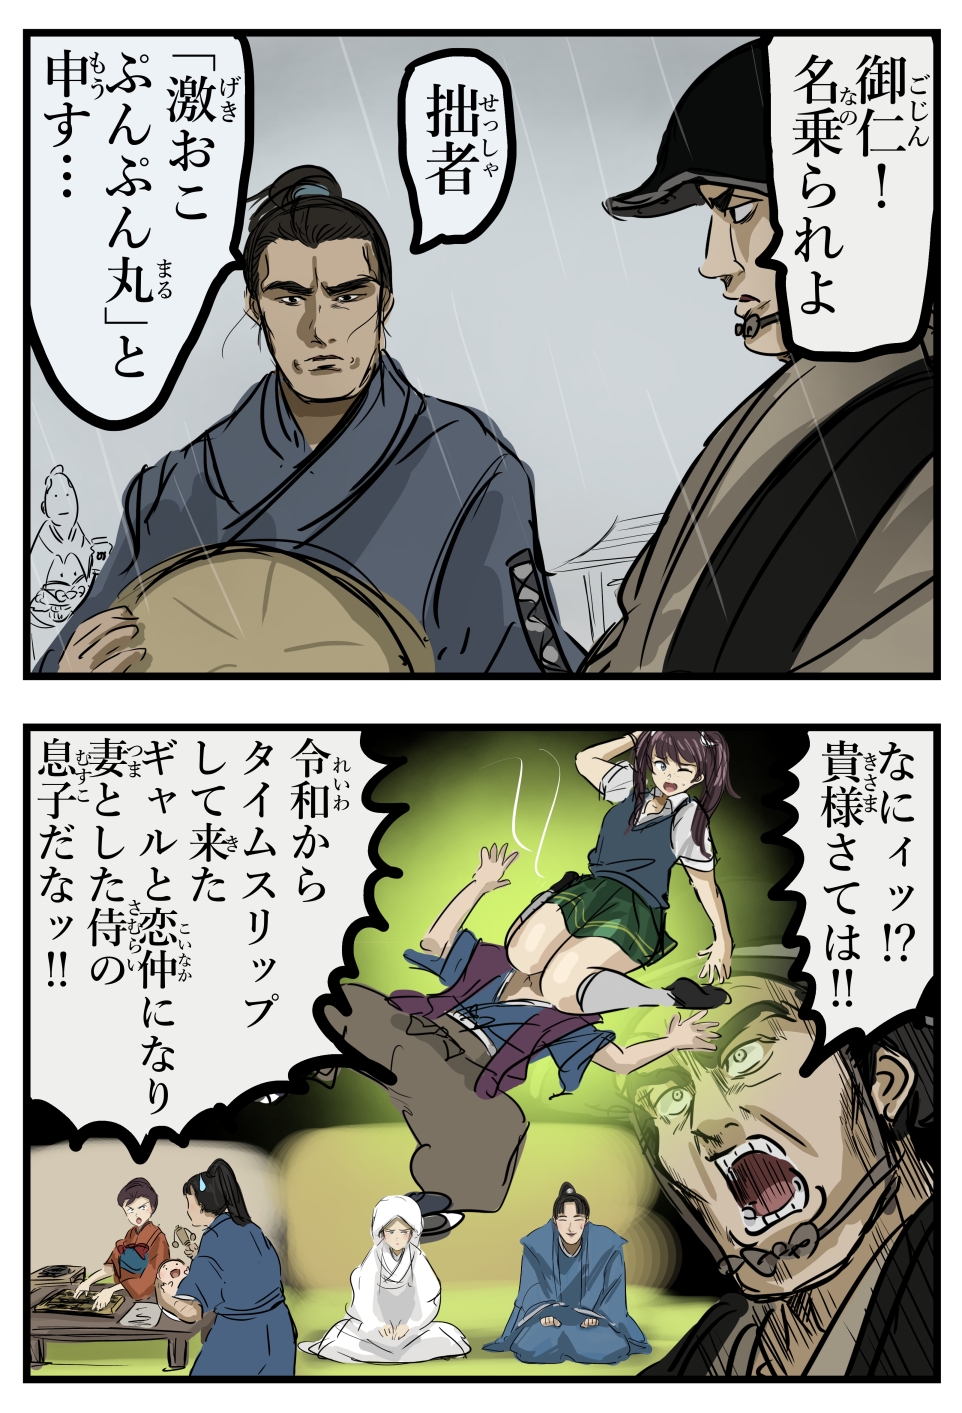 御仁！
名乗られよ
拙者
「激おこ
ぷんぷん丸」と
申す…
なにィッ!?
貴様さては!!
令和から
タイムスリップ
して来た
ギャルと恋仲になり
妻とした侍の
息子だなッ!!